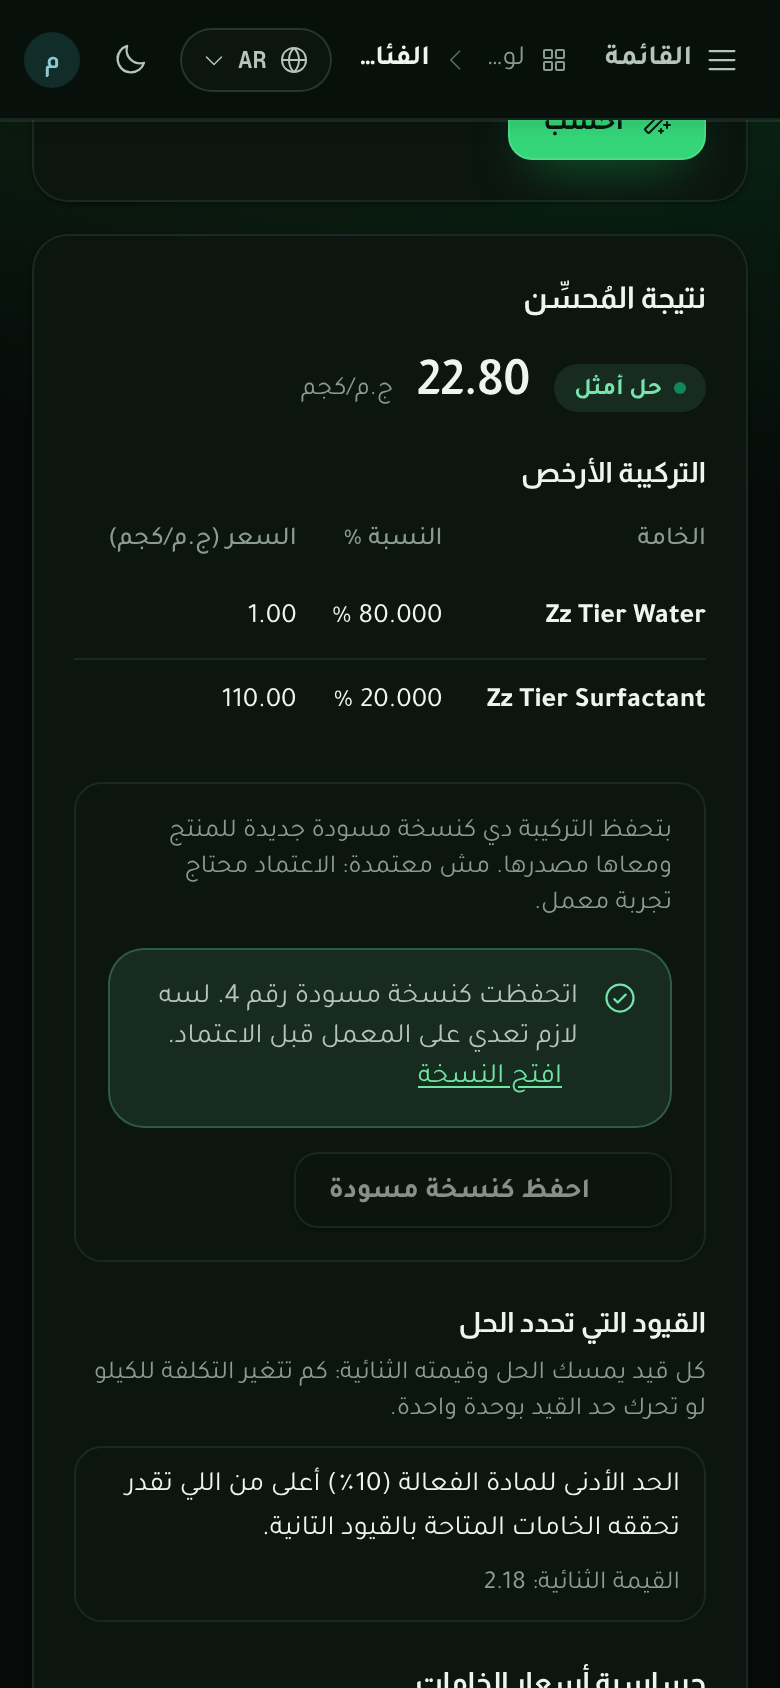 القائمة
لو...
الفئا...
AR
م
احسب
نتيجة المُحسِّن
حل أمثل
22.80 ج.م/كجم
التركيبة الأرخص
الخامة النسبة % السعر (ج.م/كجم)
Zz Tier Water 80.000 % 1.00
Zz Tier Surfactant 20.000 % 110.00
بتحفظ التركيبة دي كنسخة مسودة جديدة للمنتج
ومعاها مصدرها. مش معتمدة: الاعتماد محتاج
تجربة معمل.
اتحفظت كنسخة مسودة رقم 4. لسه
لازم تعدي على المعمل قبل الاعتماد.
افتح النسخة
احفظ كنسخة مسودة
القيود التي تحدد الحل
كل قيد يمسك الحل وقيمته الثنائية: كم تتغير التكلفة للكيلو
لو تحرك حد القيد بوحدة واحدة.
الحد الأدنى للمادة الفعالة (10٪) أعلى من اللي تقدر
تحققه الخامات المتاحة بالقيود التانية.
القيمة الثنائية: 2.18
حساسية أسعار الخامات